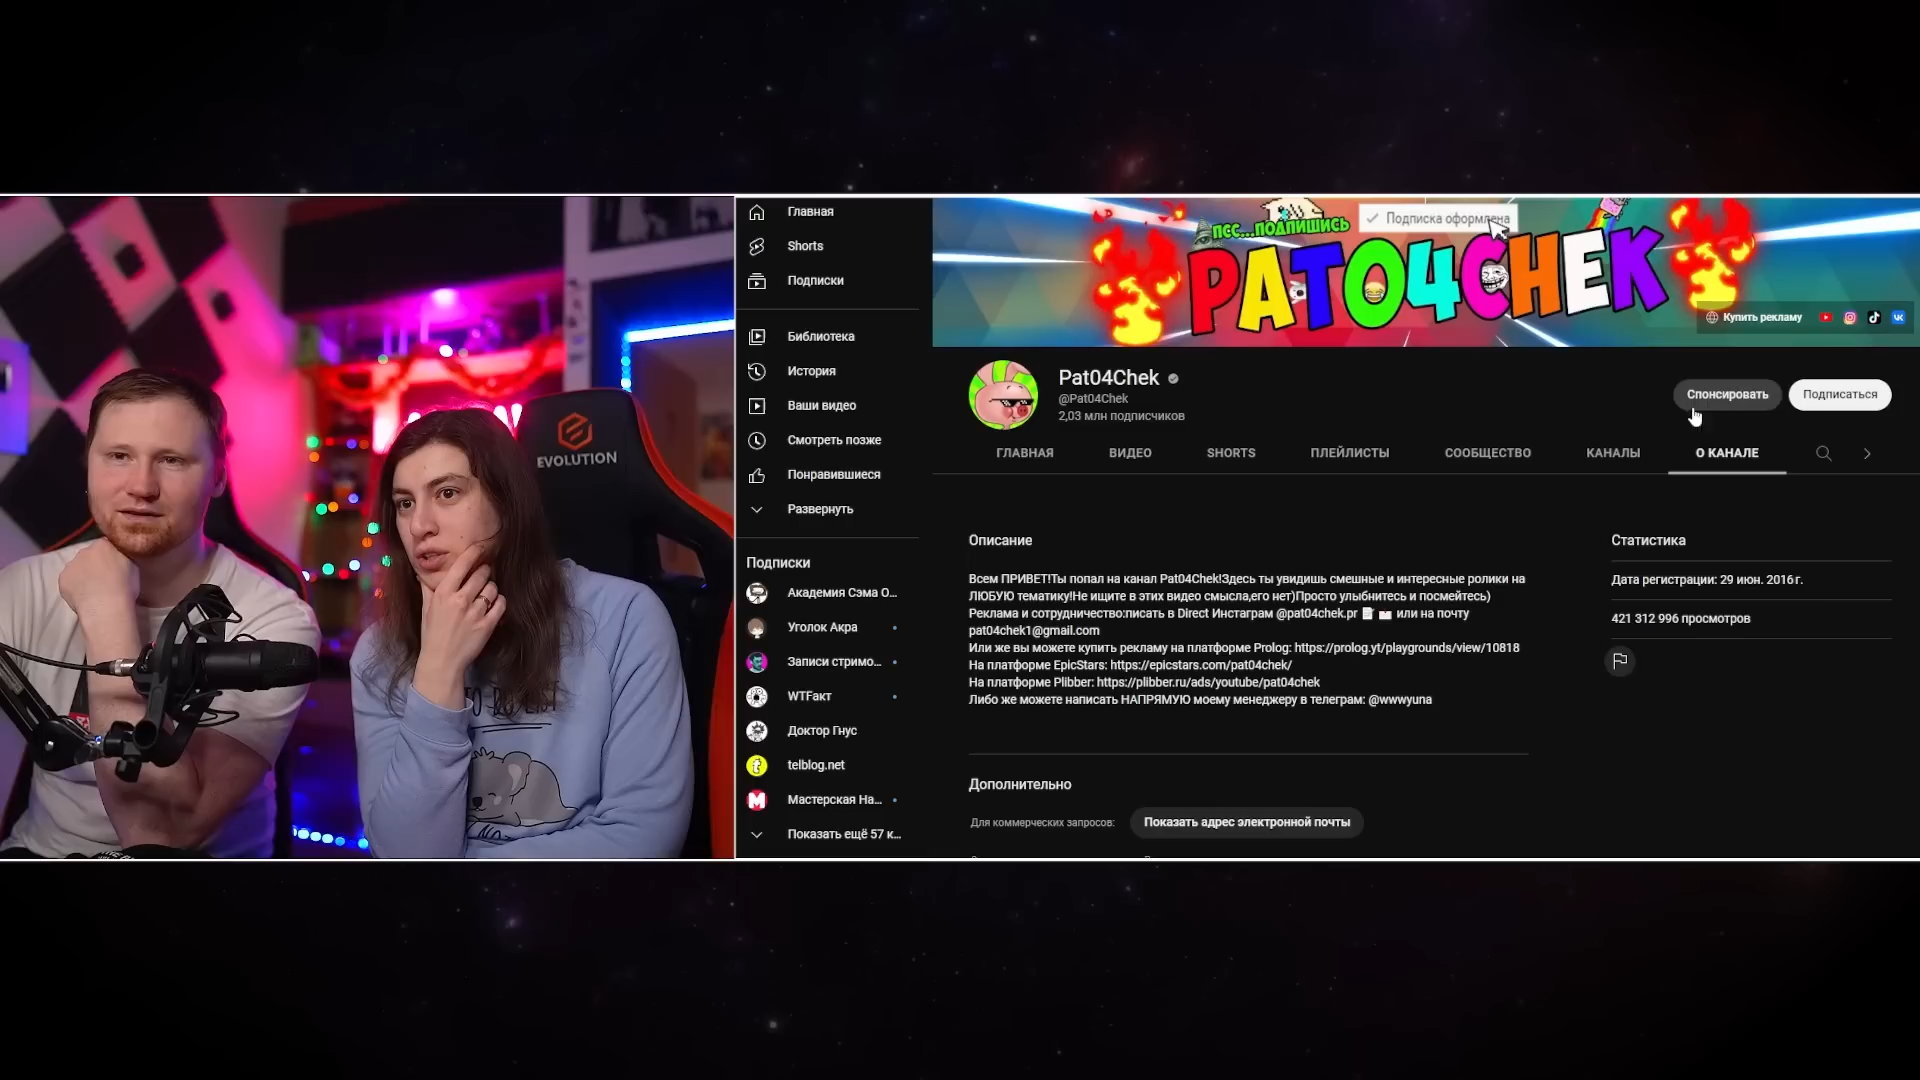 EVOLUTION
Главная
Shorts
Подписки
Библиотека
История
Ваши видео
Смотреть позже
Понравившиеся
Развернуть
Подписки
Академия Сэма О...
Уголок Акра
Записи стримо...
WTFакт
Доктор Гнус
telblog.net
Мастерская На...
Показать ещё 57 к...
ПСС...ПОДПИШИСЬ
Подписка оформлена
PATO4CHEK
Купить рекламу
Pat04Chek
@Pat04Chek
2,03 млн подписчиков
Спонсировать
Подписаться
ГЛАВНАЯ ВИДЕО SHORTS ПЛЕЙЛИСТЫ СООБЩЕСТВО КАНАЛЫ О КАНАЛЕ
Описание
Всем ПРИВЕТ!Ты попал на канал Pat04Chek!Здесь ты увидишь смешные и интересные ролики на
ЛЮБУЮ тематику!Не ищите в этих видео смысла,его нет)Просто улыбнитесь и посмейтесь)
Реклама и сотрудничество:писать в Direct Инстаграм @pat04chek.pr 📝 📩 или на почту
pat04chek1@gmail.com
Или же вы можете купить рекламу на платформе Prolog: https://prolog.yt/playgrounds/view/10818
На платформе EpicStars: https://epicstars.com/pat04chek/
На платформе Plibber: https://plibber.ru/ads/youtube/pat04chek
Либо же можете написать НАПРЯМУЮ моему менеджеру в телеграм: @wwwyuna
Статистика
Дата регистрации: 29 июн. 2016 г.
421 312 996 просмотров
Дополнительно
Для коммерческих запросов:
Показать адрес электронной почты